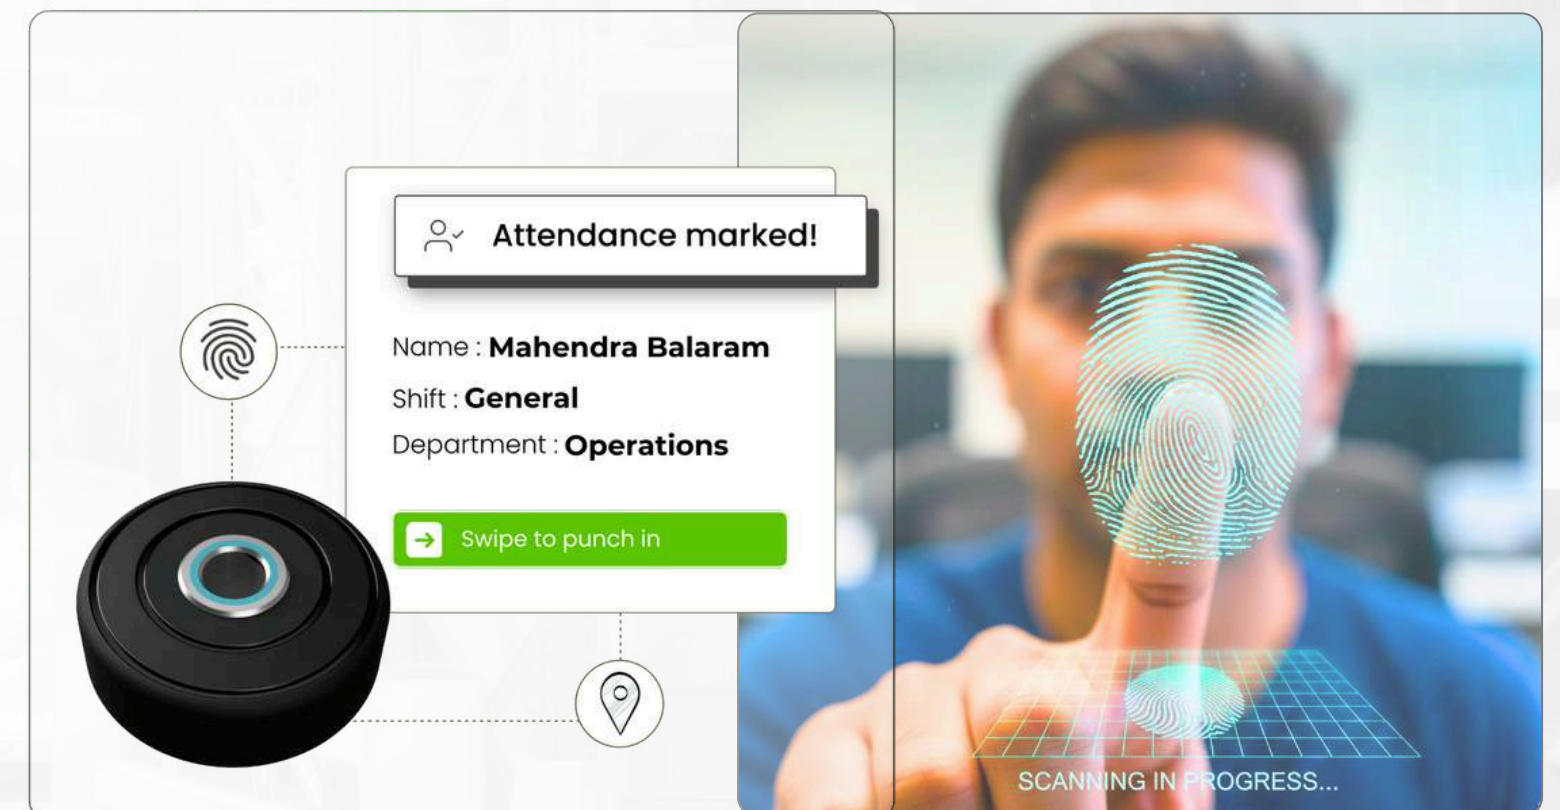 Attendance marked!
Name : Mahendra Balaram
Shift : General
Department : Operations
Swipe to punch in
SCANNING IN PROGRESS...